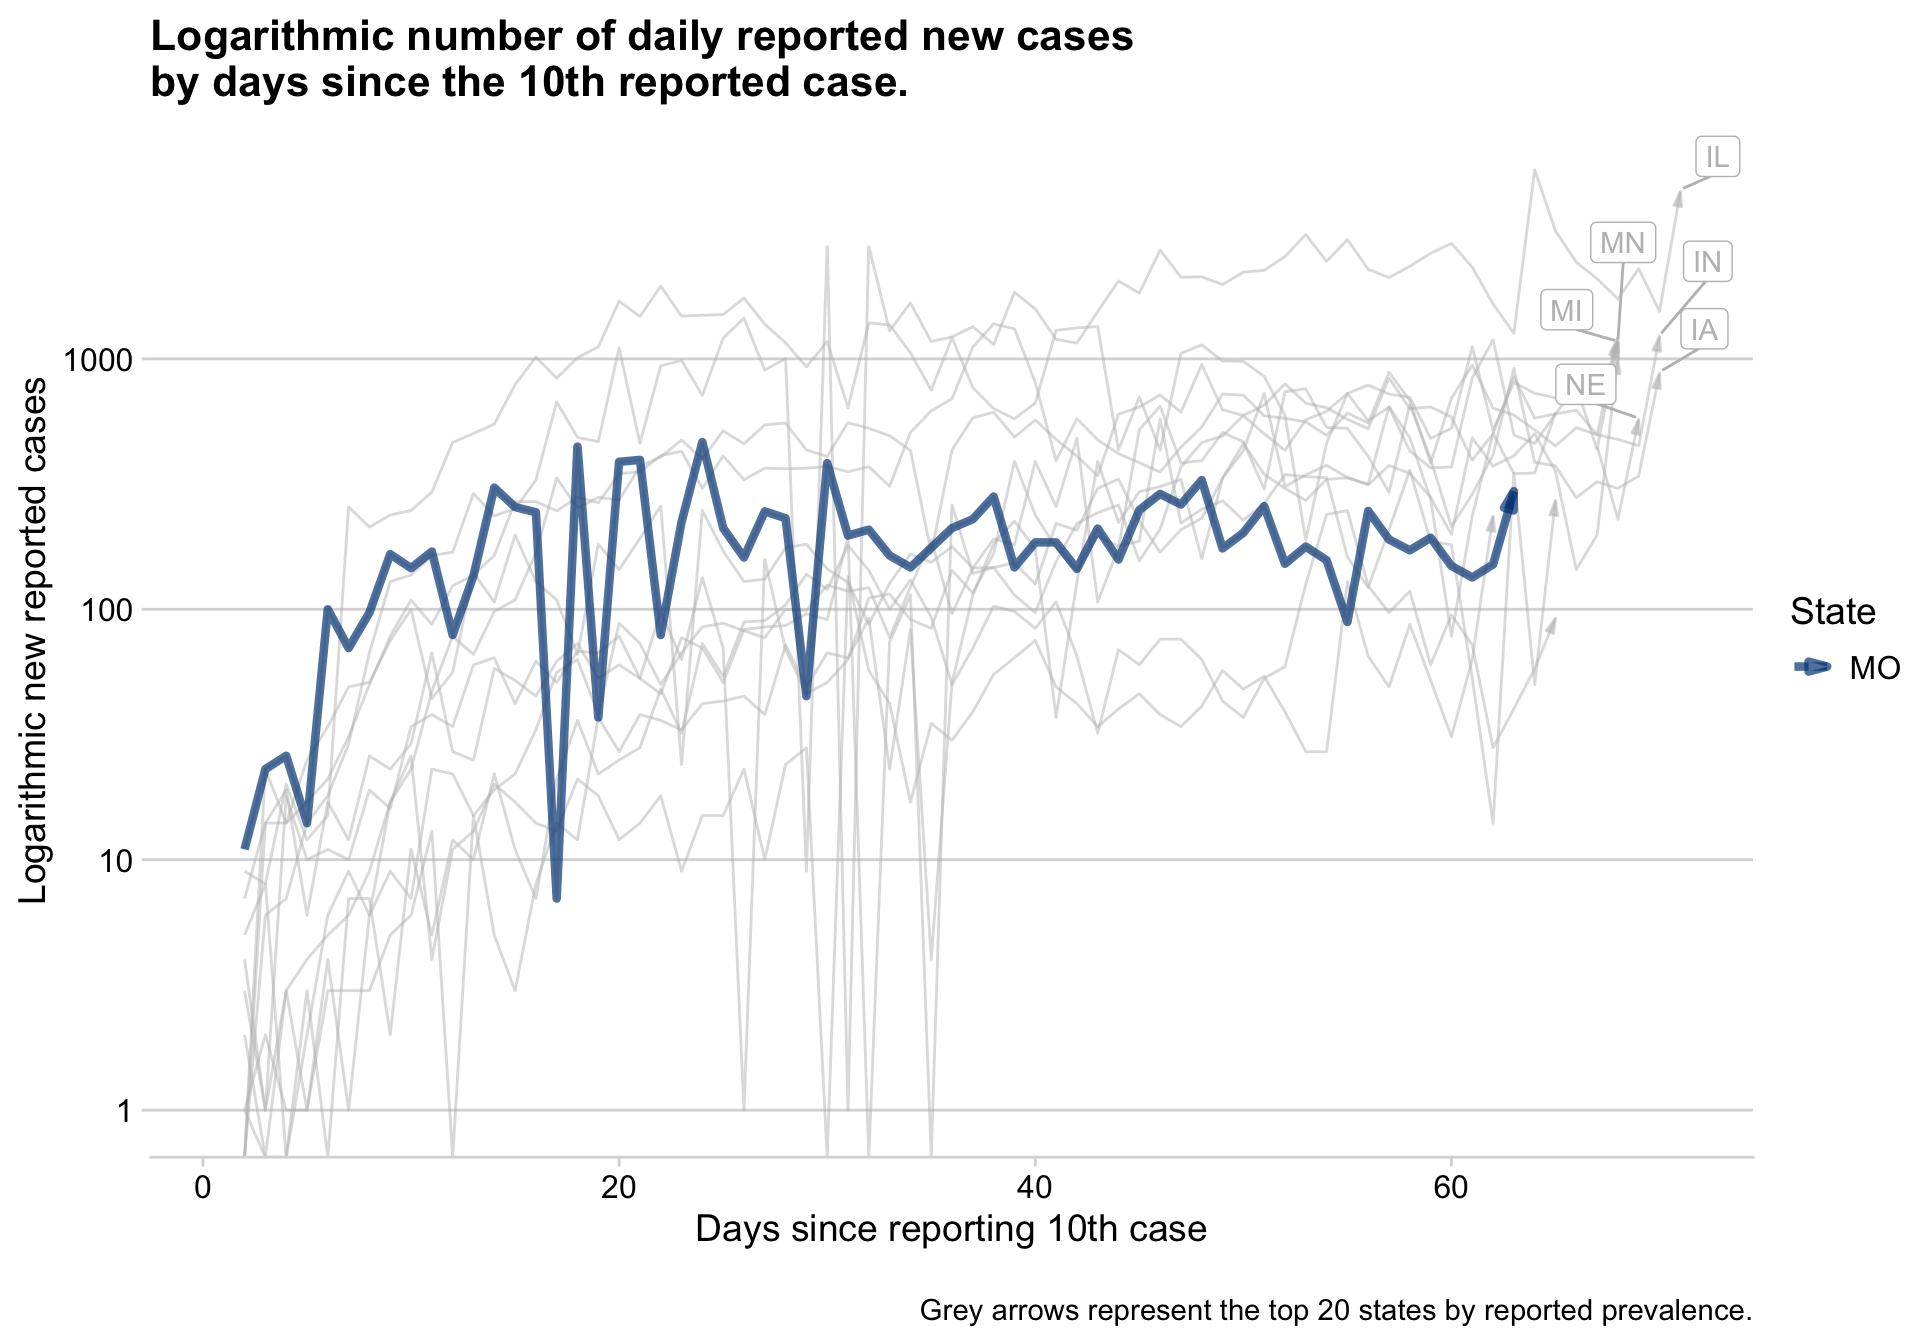 Logarithmic number of daily reported new cases
by days since the 10th reported case.
Logarithmic new reported cases
1000
100
10
1
IL
MN
IN
MI
IA
NE
State
MO
0
20
40
60
Days since reporting 10th case
Grey arrows represent the top 20 states by reported prevalence.